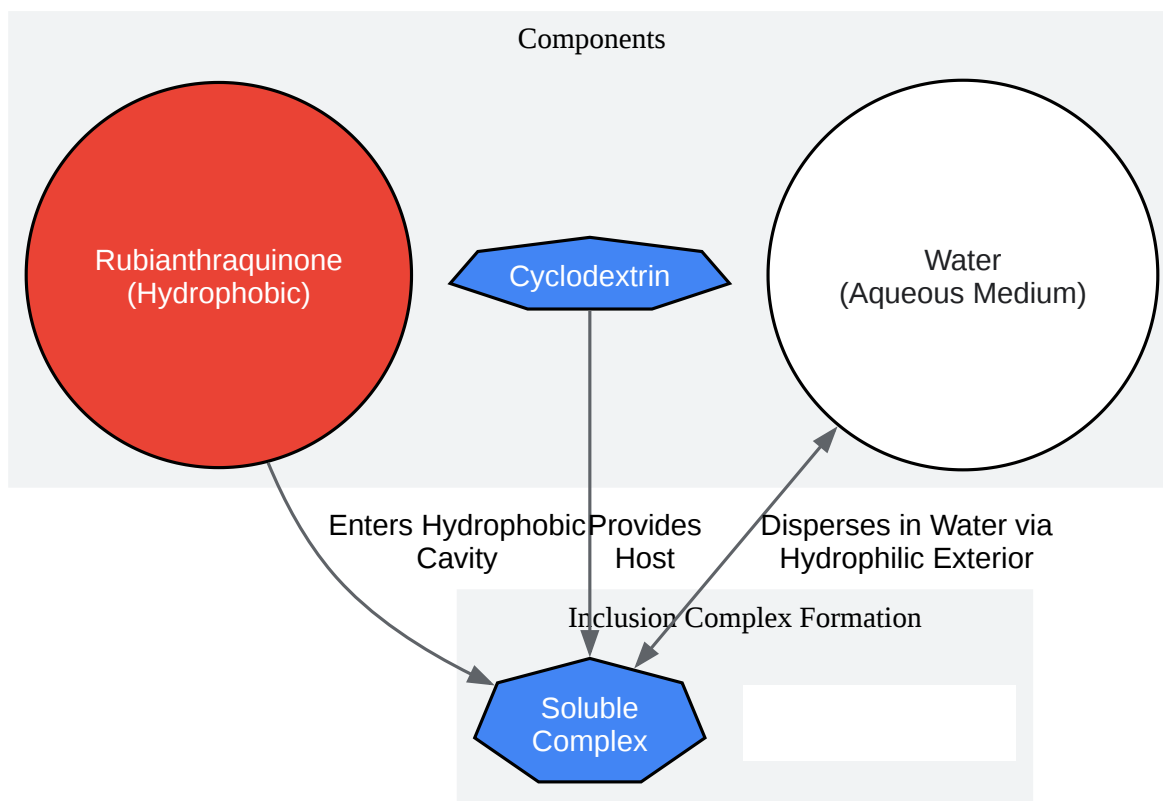 Components
Rubianthraquinone
(Hydrophobic)
Cyclodextrin
Water
(Aqueous Medium)
Enters Hydrophobic
Cavity
Provides
Host
Disperses in Water via
Hydrophilic Exterior
Inclusion Complex Formation
Soluble
Complex